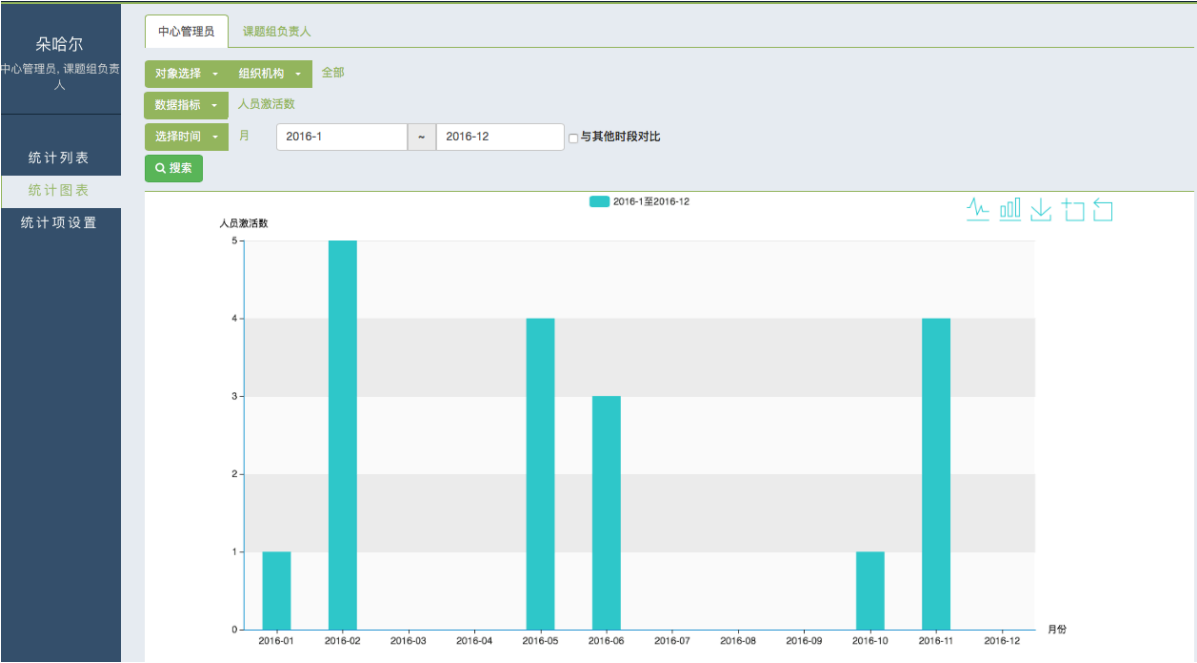 朵哈尔
中心管理员, 课题组负责
人
统计列表
统计图表
统计项设置
中心管理员 课题组负责人
对象选择 组织机构 全部
数据指标 人员激活数
选择时间 月 2016-1 ~ 2016-12 与其他时段对比
搜索
2016-1至2016-12
人员激活数
5
4
3
2
1
0
2016-01 2016-02 2016-03 2016-04 2016-05 2016-06 2016-07 2016-08 2016-09 2016-10 2016-11 2016-12 月份